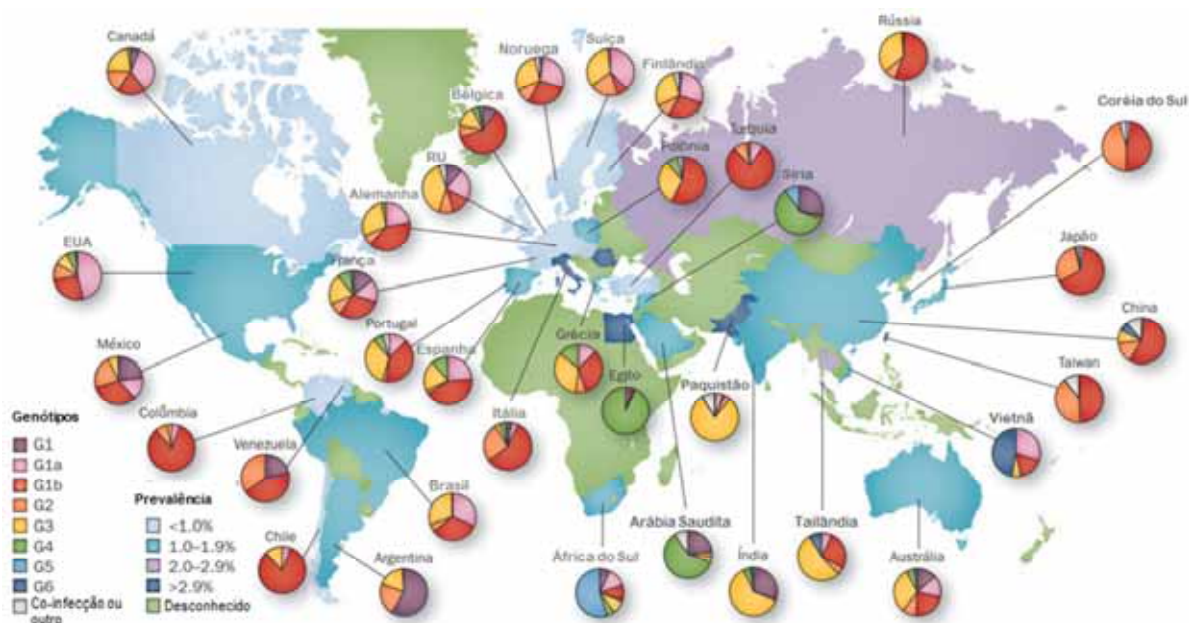 Canadá
Noruega
Suíça
Finlândia
Rússia
Bélgica
Coréia do Sul
RU
Polônia
Turquia
Síria
Alemanha
EUA
França
Japão
China
México
Portugal
Espanha
Grécia
Egito
Paquistão
Taiwan
Colômbia
Venezuela
Itália
Vietnã
Brasil
Chile
Argentina
África do Sul
Arábia Saudita
Índia
Tailândia
Austrália
Genótipos
G1
G1a
G1b
G2
G3
G4
G5
G6
Co-infecção ou
outro
Prevalência
<1.0%
1.0–1.9%
2.0–2.9%
>2.9%
Desconhecido